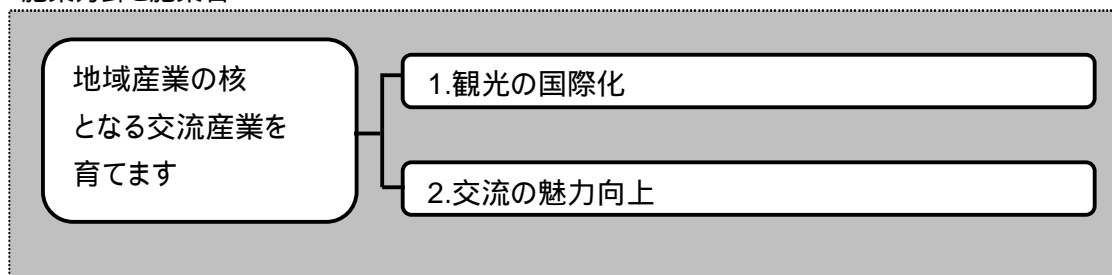 地域産業の核
となる交流産業を
育てます
1.観光の国際化
2.交流の魅力向上